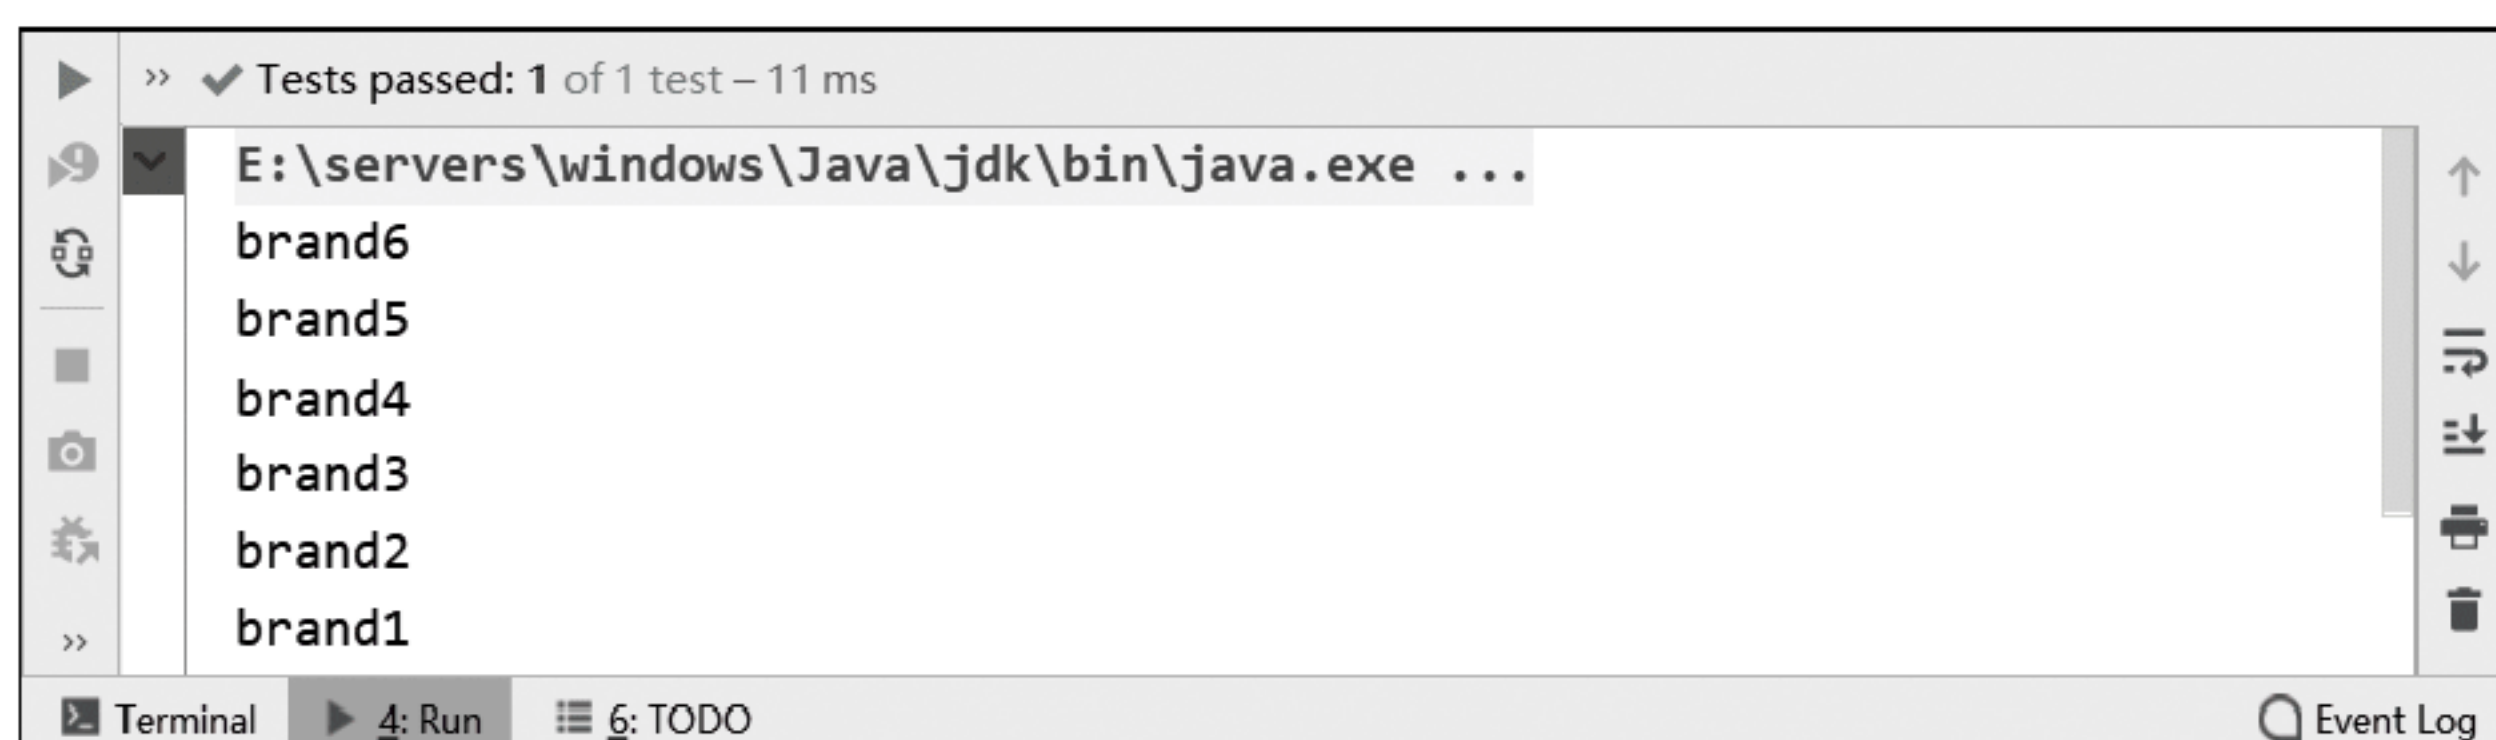 Tests passed: 1 of 1 test – 11 ms
E:\servers\windows\Java\jdk\bin\java.exe ...
brand6
brand5
brand4
brand3
brand2
brand1
Terminal 4: Run 6: TODO Event Log